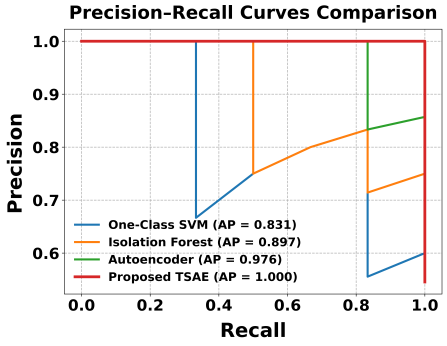 Precision–Recall Curves Comparison
Precision
1.0
0.9
0.8
0.7
0.6
One-Class SVM (AP = 0.831)
Isolation Forest (AP = 0.897)
Autoencoder (AP = 0.976)
Proposed TSAE (AP = 1.000)
0.0 0.2 0.4 0.6 0.8 1.0
Recall